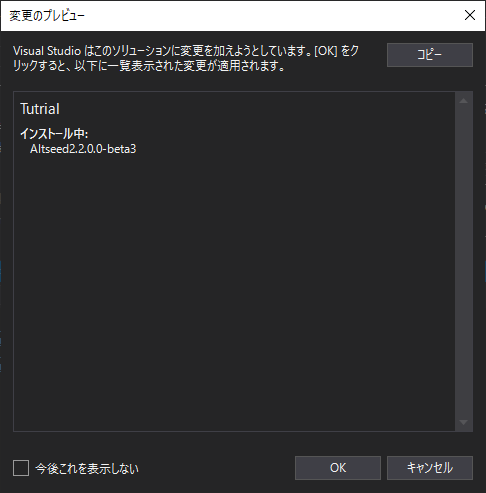 変更のプレビュー
Visual Studio はこのソリューションに変更を加えようとしています。[OK] をク
リックすると、以下に一覧表示された変更が適用されます。
コピー
Tutrial
インストール中:
Altseed2.2.0.0-beta3
今後これを表示しない
OK
キャンセル